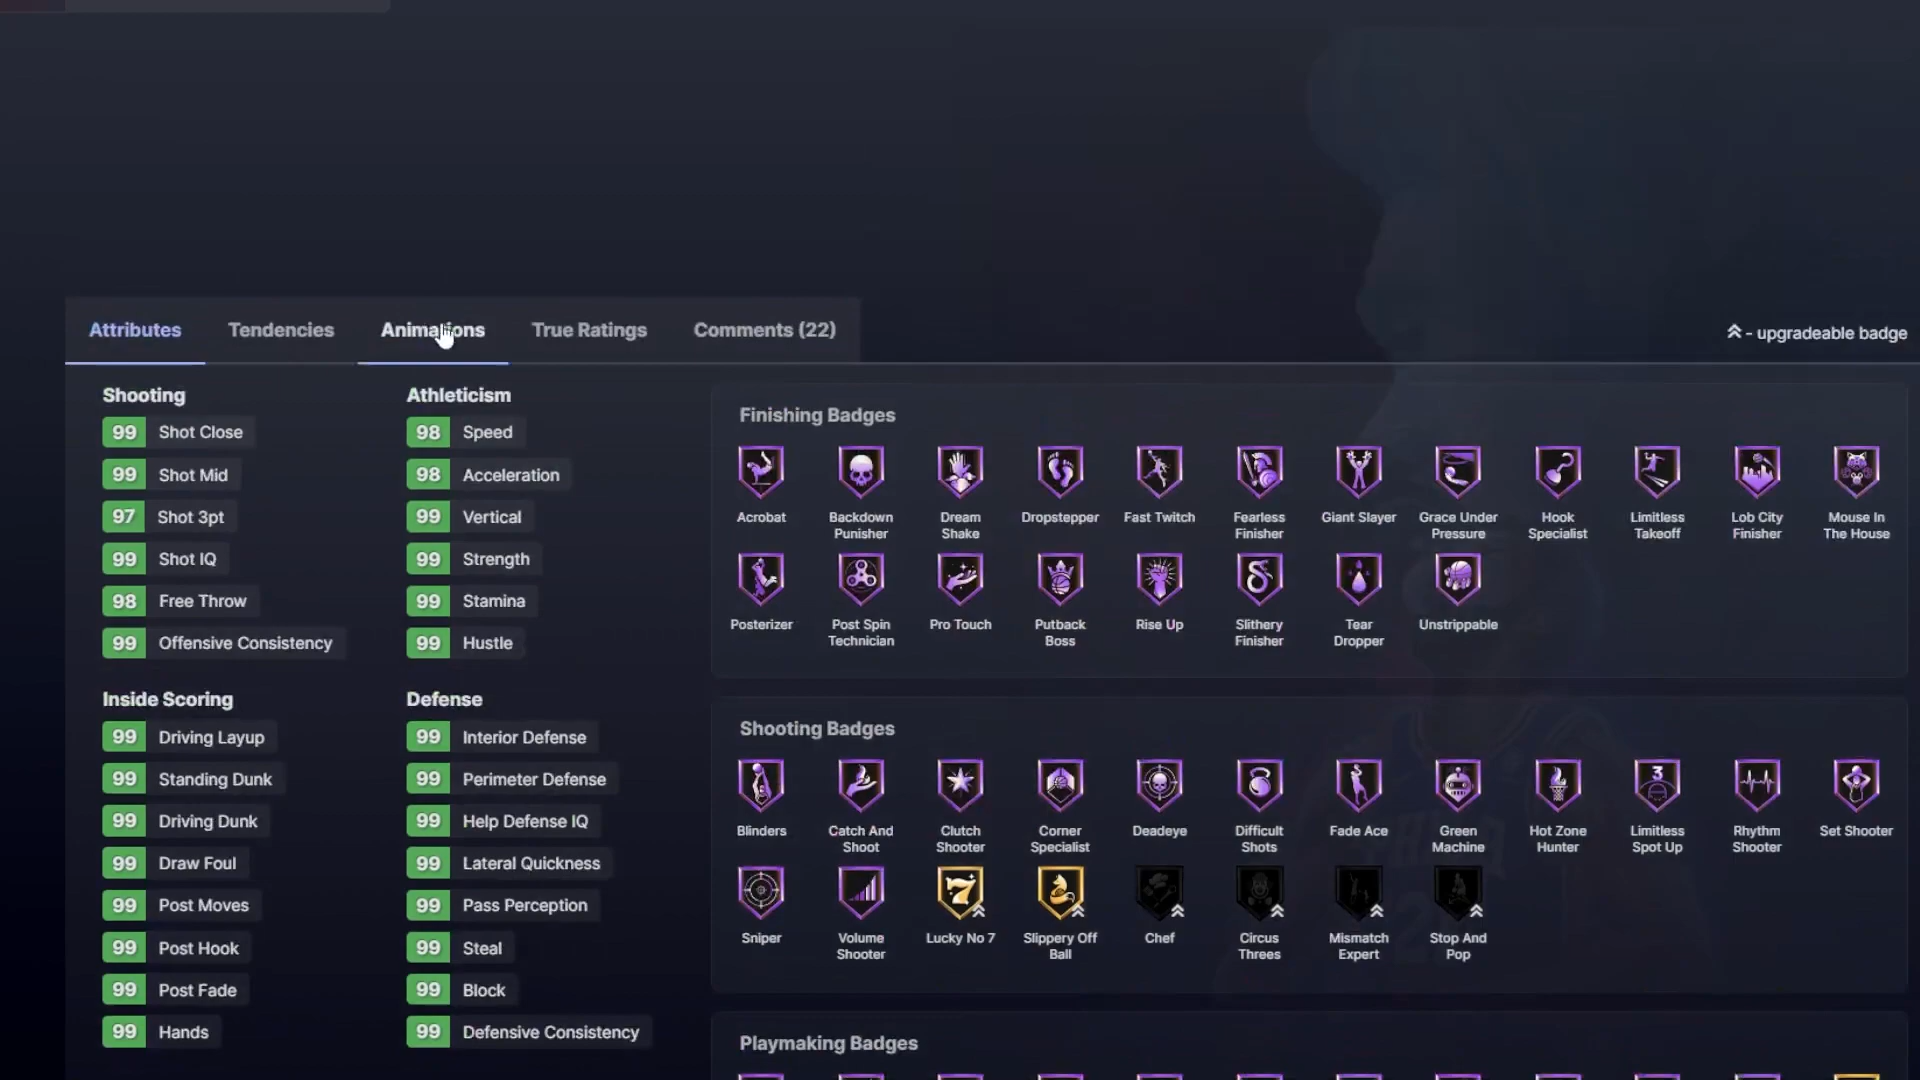 Attributes
Tendencies
Animations
True Ratings
Comments (22)
- upgradeable badge
Shooting
99 Shot Close
99 Shot Mid
97 Shot 3pt
99 Shot IQ
98 Free Throw
99 Offensive Consistency
Inside Scoring
99 Driving Layup
99 Standing Dunk
99 Driving Dunk
99 Draw Foul
99 Post Moves
99 Post Hook
99 Post Fade
99 Hands
Athleticism
98 Speed
98 Acceleration
99 Vertical
99 Strength
99 Stamina
99 Hustle
Defense
99 Interior Defense
99 Perimeter Defense
99 Help Defense IQ
99 Lateral Quickness
99 Pass Perception
99 Steal
99 Block
99 Defensive Consistency
Finishing Badges
Acrobat
Backdown
Punisher
Dream
Shake
Dropstepper
Fast Twitch
Fearless
Finisher
Giant Slayer
Grace Under
Pressure
Hook
Specialist
Limitless
Takeoff
Lob City
Finisher
Mouse In
The House
Posterizer
Post Spin
Technician
Pro Touch
Putback
Boss
Rise Up
Slithery
Finisher
Tear
Dropper
Unstrippable
Shooting Badges
Blinders
Catch And
Shoot
Clutch
Shooter
Corner
Specialist
Deadeye
Difficult
Shots
Fade Ace
Green
Machine
Hot Zone
Hunter
3
Limitless
Spot Up
Rhythm
Shooter
Set Shooter
Sniper
Volume
Shooter
7
Lucky No 7
Slippery Off
Ball
Chef
Circus
Threes
Mismatch
Expert
Stop And
Pop
Playmaking Badges